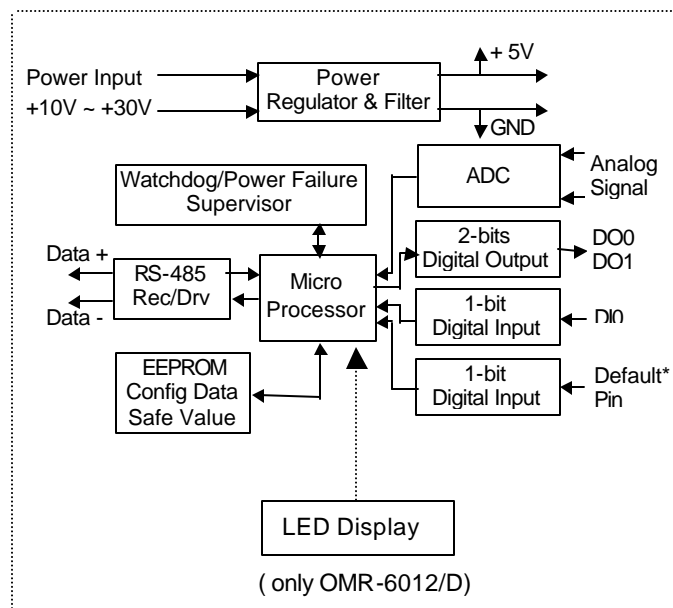 + 5V
Power Input
+10V ~ +30V
Power
Regulator & Filter
GND
Watchdog/Power Failure
Supervisor
ADC
Analog
Signal
2-bits
Digital Output
DO0
DO1
Data +
Data -
RS-485
Rec/Drv
Micro
Processor
1-bit
Digital Input
DI0
EEPROM
Config Data
Safe Value
1-bit
Digital Input
Default*
Pin
LED Display
( only OMR-6012/D)